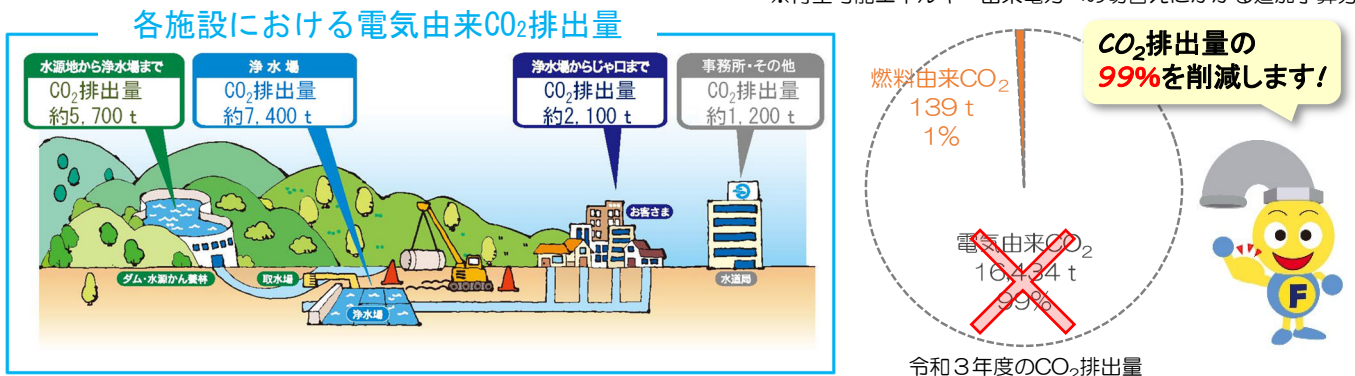 各施設における電気由来CO₂排出量
水源地から浄水場まで
CO₂排出量
約5,700 t
浄水場
CO₂排出量
約7,400 t
浄水場からじゃ口まで
CO₂排出量
約2,100 t
事務所・その他
CO₂排出量
約1,200 t
お客さま
ダム・水源かん養林
取水場
浄水場
水道局
燃料由来CO₂
139 t
1%
電気由来CO₂
16,434 t
99%
令和３年度のCO₂排出量
CO₂排出量の
99%を削減します!
F